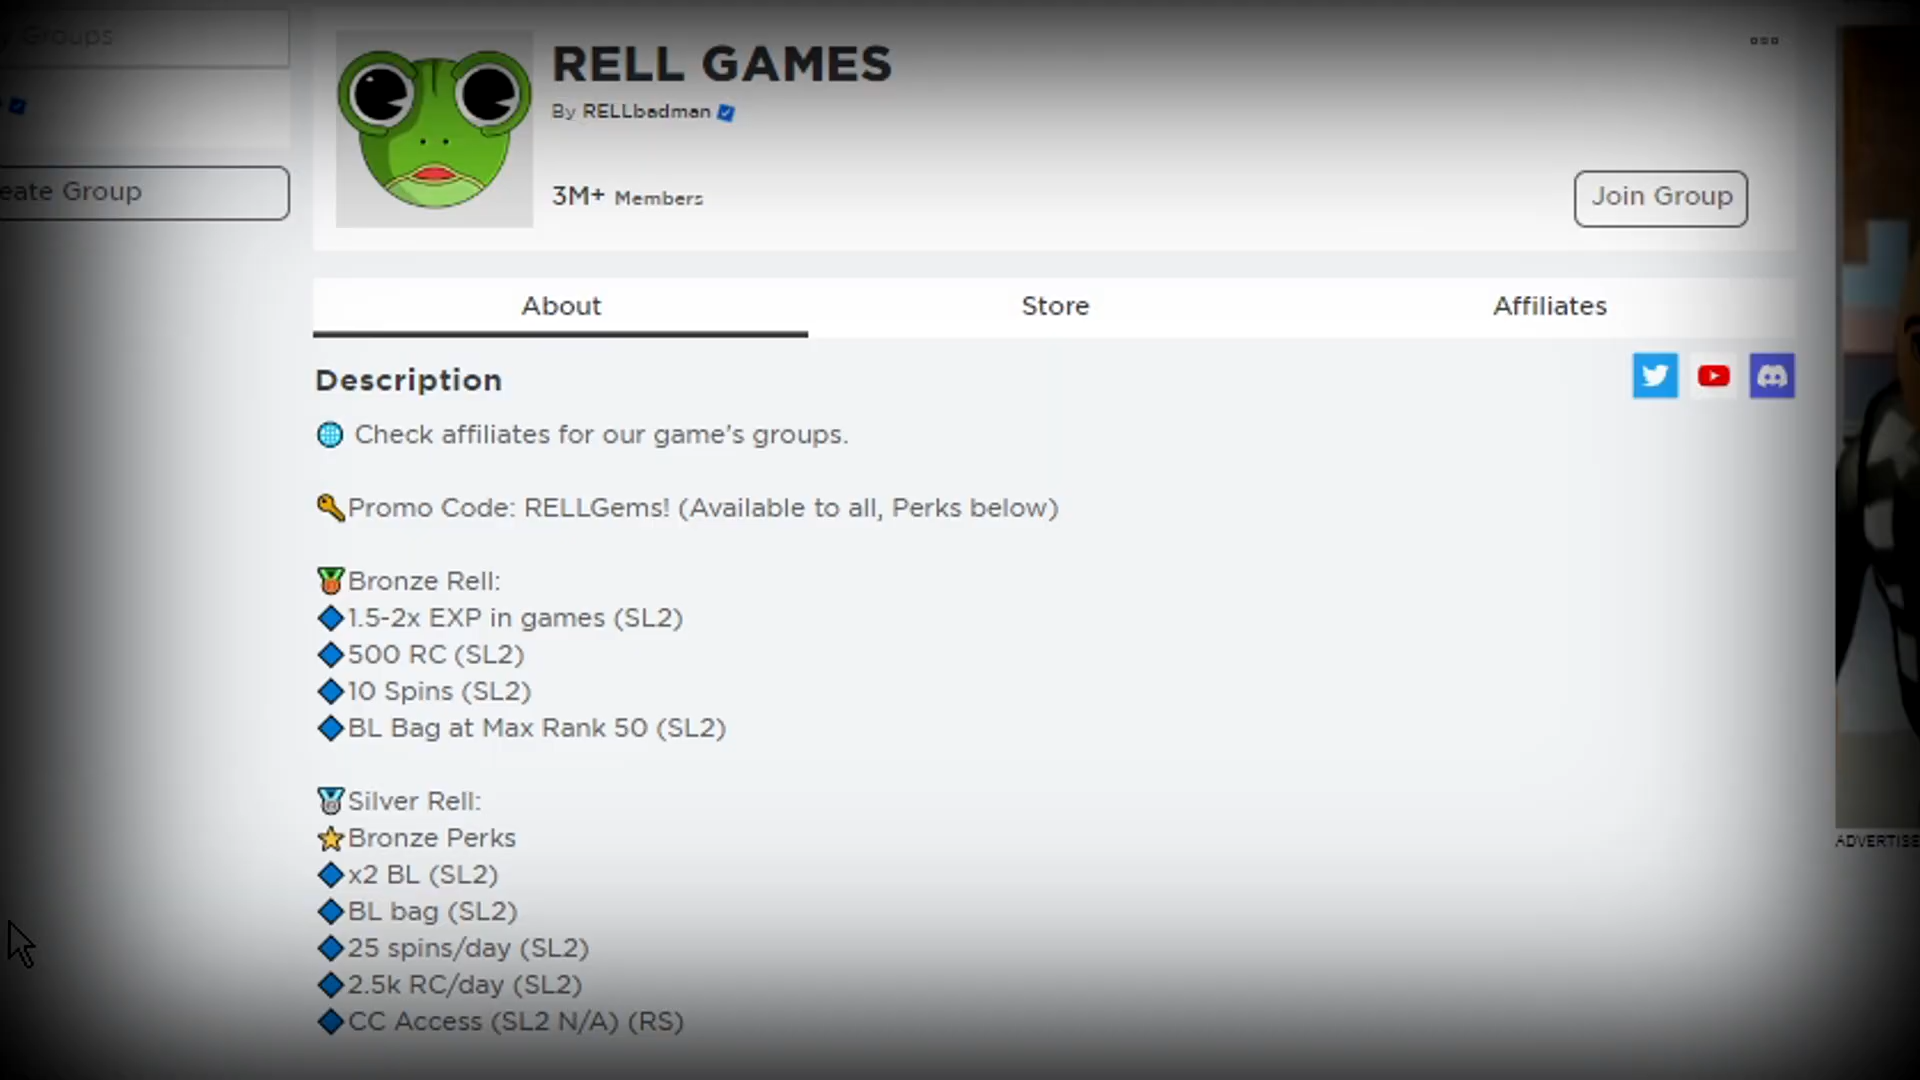 Groups
RELL GAMES
By RELLbadman
3M+ Members
eate Group
Join Group
About
Store
Affiliates
Description
Check affiliates for our game's groups.
Promo Code: RELLGems! (Available to all, Perks below)
Bronze Rell:
1.5-2x EXP in games (SL2)
500 RC (SL2)
10 Spins (SL2)
BL Bag at Max Rank 50 (SL2)
Silver Rell:
Bronze Perks
x2 BL (SL2)
ADVERTISE
BL bag (SL2)
25 spins/day (SL2)
2.5k RC/day (SL2)
CC Access (SL2 N/A) (RS)